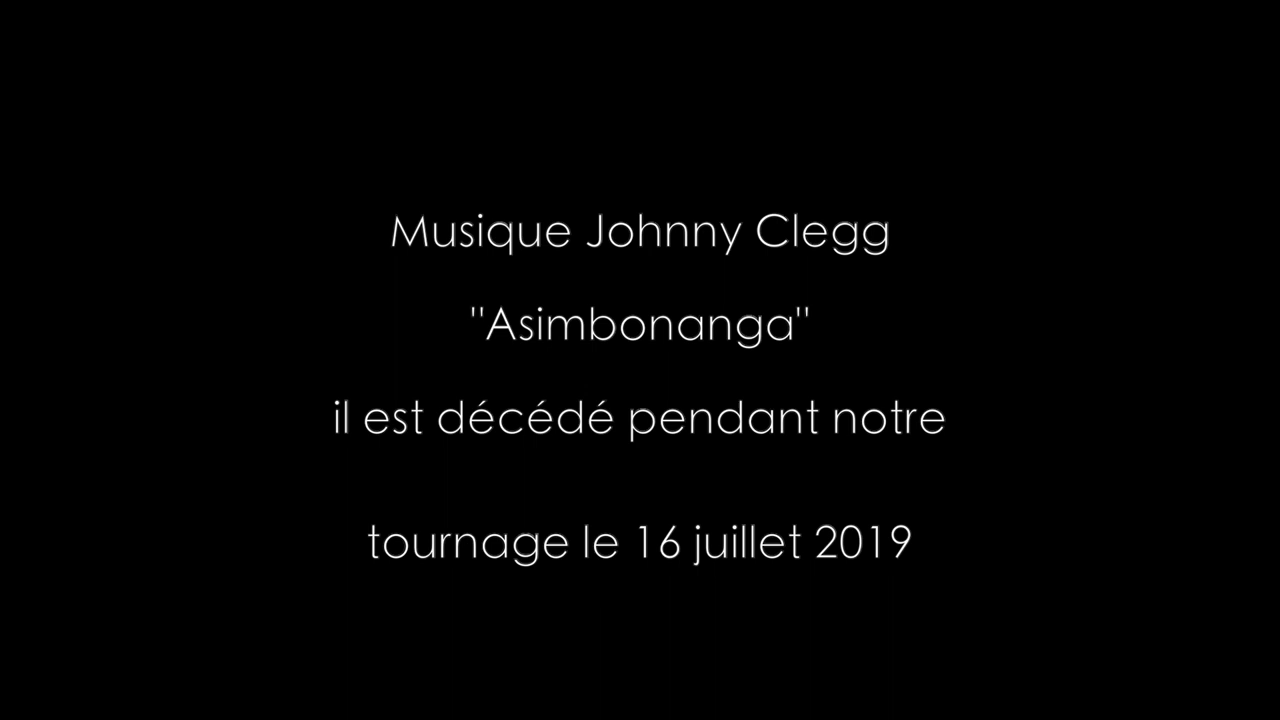 Musique Johnny Clegg
"Asimbonanga"
il est décédé pendant notre
tournage le 16 juillet 2019